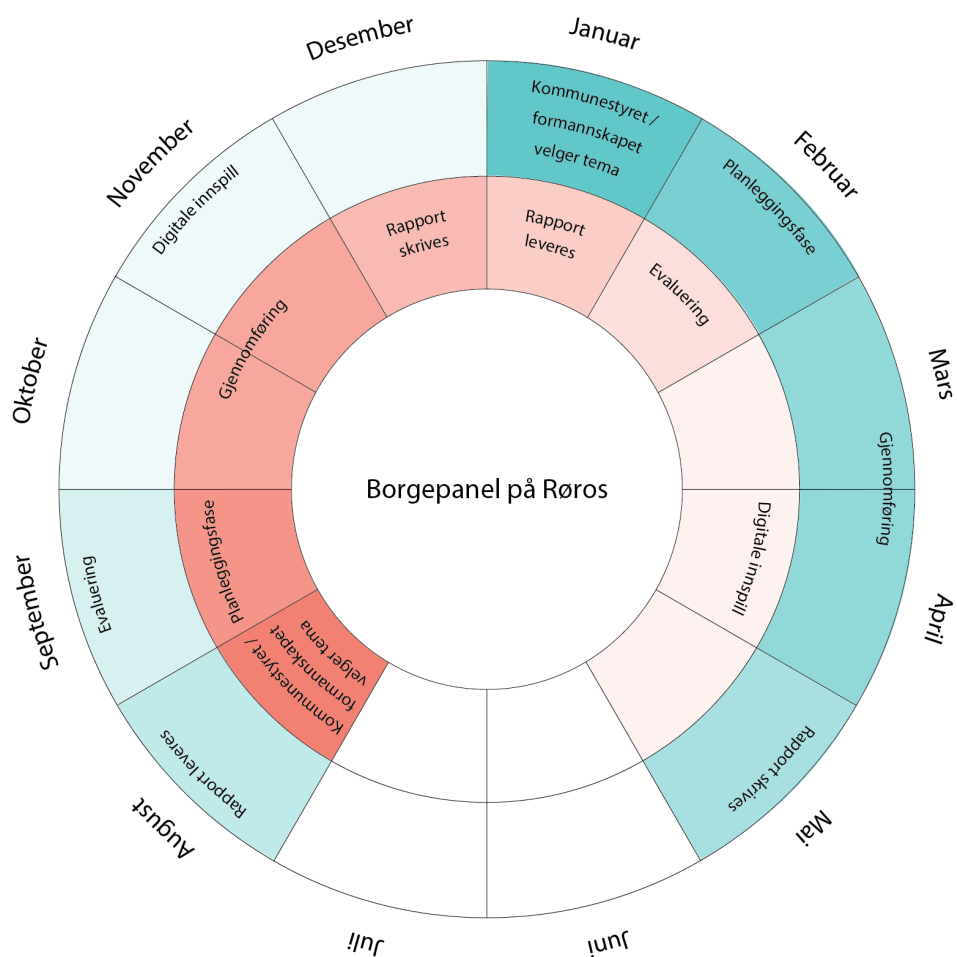 Januar
Februar
Mars
April
Mai
Juni
Juli
August
September
Oktober
November
Desember
Kommunestyret /
formannskapet
velger tema
Planleggingsfase
Gjennomføring
Rapport skrives
Rapport leveres
Evaluering
Digitale innspill
Rapport
leveres
Evaluering
Digitale innspill
Kommunestyret /
formannskapet
velger tema
Planleggingsfase
Gjennomføring
Rapport
skrives
Borgepanel på Røros